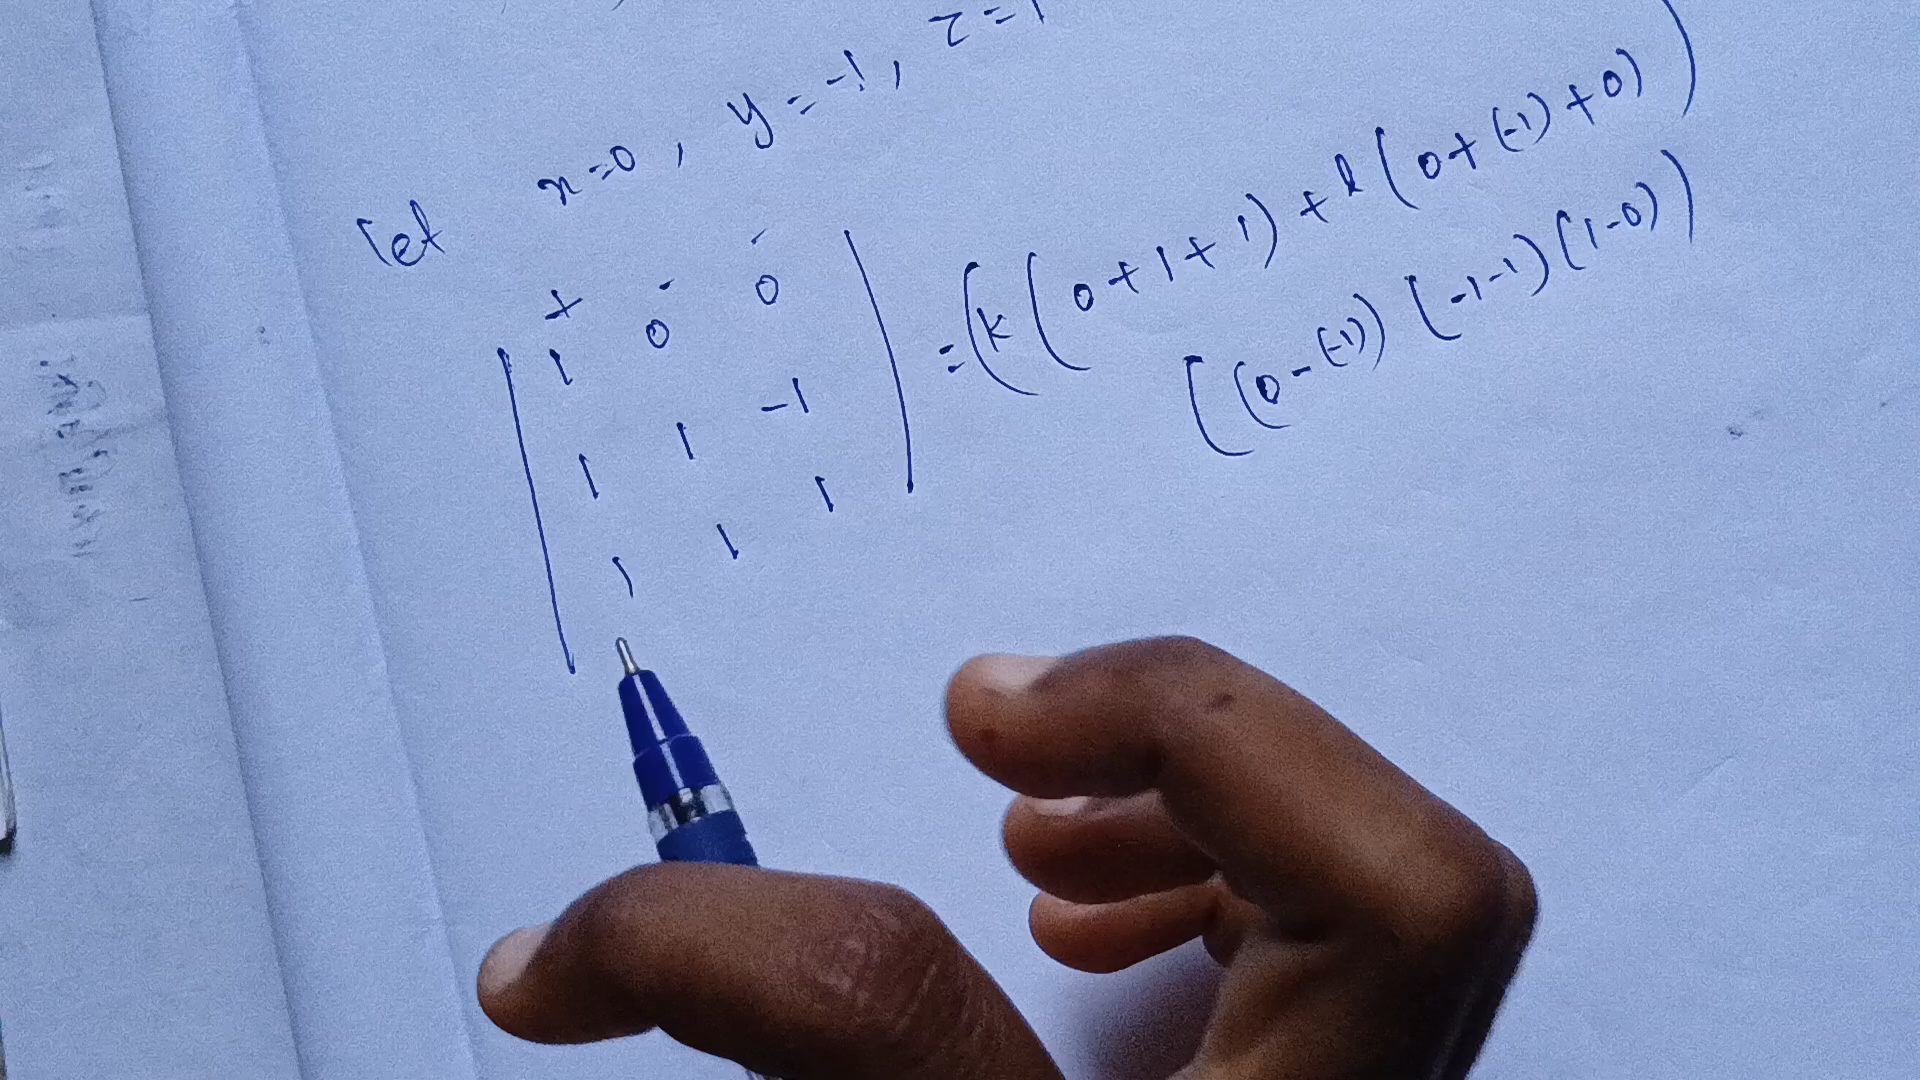 let x=0, y=-1, z=1
+ - -
| 1 0 0 | = (k(0+1+1) + l(0+(-1)+0))
| 1 1 -1 | [(0-(-1)) (-1-1) (1-0))
| 1 1 1 |